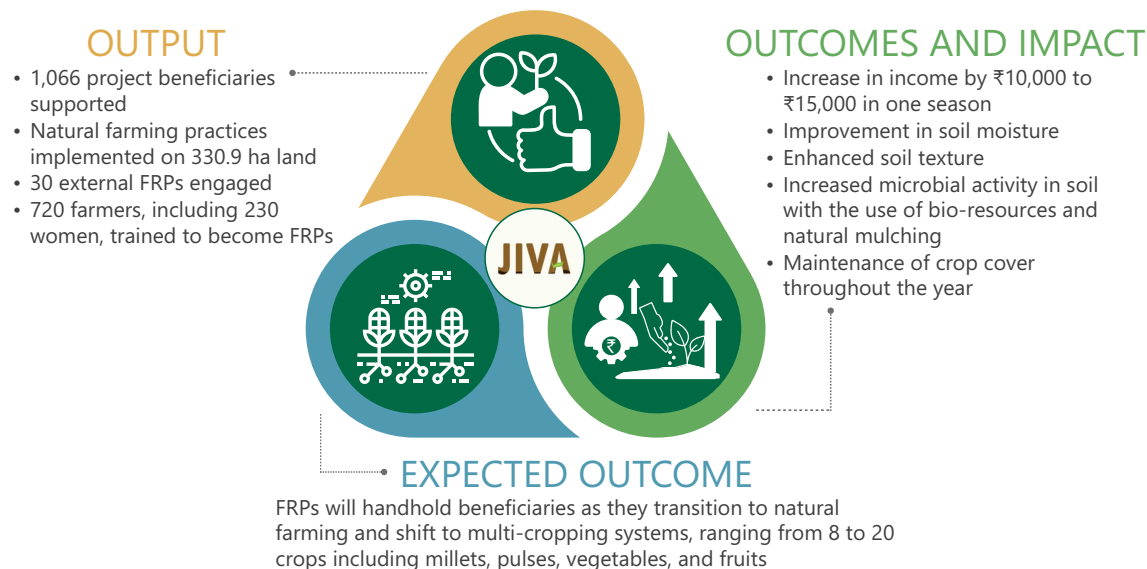 OUTPUT
• 1,066 project beneficiaries
supported
• Natural farming practices
implemented on 330.9 ha land
• 30 external FRPs engaged
• 720 farmers, including 230
women, trained to become FRPs
OUTCOMES AND IMPACT
• Increase in income by ₹10,000 to
₹15,000 in one season
• Improvement in soil moisture
• Enhanced soil texture
• Increased microbial activity in soil
with the use of bio-resources and
natural mulching
• Maintenance of crop cover
throughout the year
JIVA
₹
EXPECTED OUTCOME
FRPs will handhold beneficiaries as they transition to natural
farming and shift to multi-cropping systems, ranging from 8 to 20
crops including millets, pulses, vegetables, and fruits